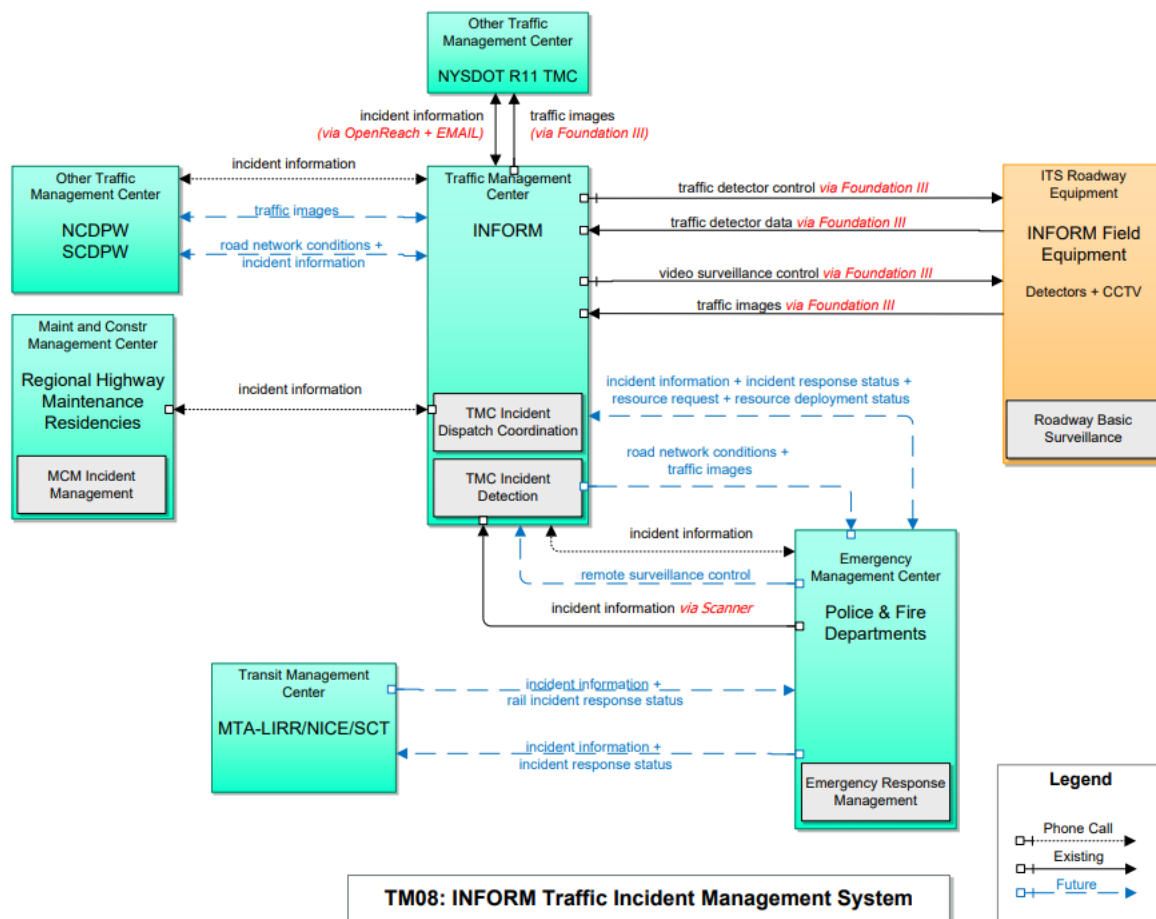 Other Traffic
Management Center
NYSDOT R11 TMC
incident information
(via OpenReach + EMAIL)
traffic images
(via Foundation III)
Other Traffic
Management Center
NCDPW
SCDPW
incident information
traffic images
road network conditions +
incident information
Traffic Management
Center
INFORM
traffic detector control via Foundation III
traffic detector data via Foundation III
video surveillance control via Foundation III
traffic images via Foundation III
ITS Roadway
Equipment
INFORM Field
Equipment
Detectors + CCTV
Roadway Basic
Surveillance
Maint and Constr
Management Center
Regional Highway
Maintenance
Residencies
MCM Incident
Management
incident information
TMC Incident
Dispatch Coordination
TMC Incident
Detection
incident information + incident response status +
resource request + resource deployment status
road network conditions +
traffic images
incident information
remote surveillance control
incident information via Scanner
Emergency
Management Center
Police & Fire
Departments
Emergency Response
Management
Transit Management
Center
MTA-LIRR/NICE/SCT
incident information +
rail incident response status
incident information +
incident response status
Legend
Phone Call
Existing
Future
TM08: INFORM Traffic Incident Management System